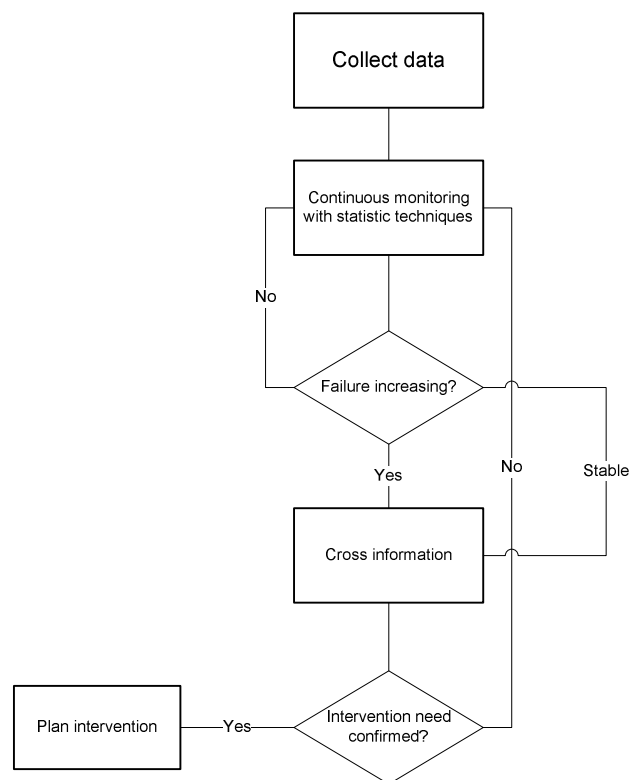 Collect data
Continuous monitoring
with statistic techniques
No
Failure increasing?
Yes
No
Stable
Cross information
Plan intervention
Yes
Intervention need
confirmed?